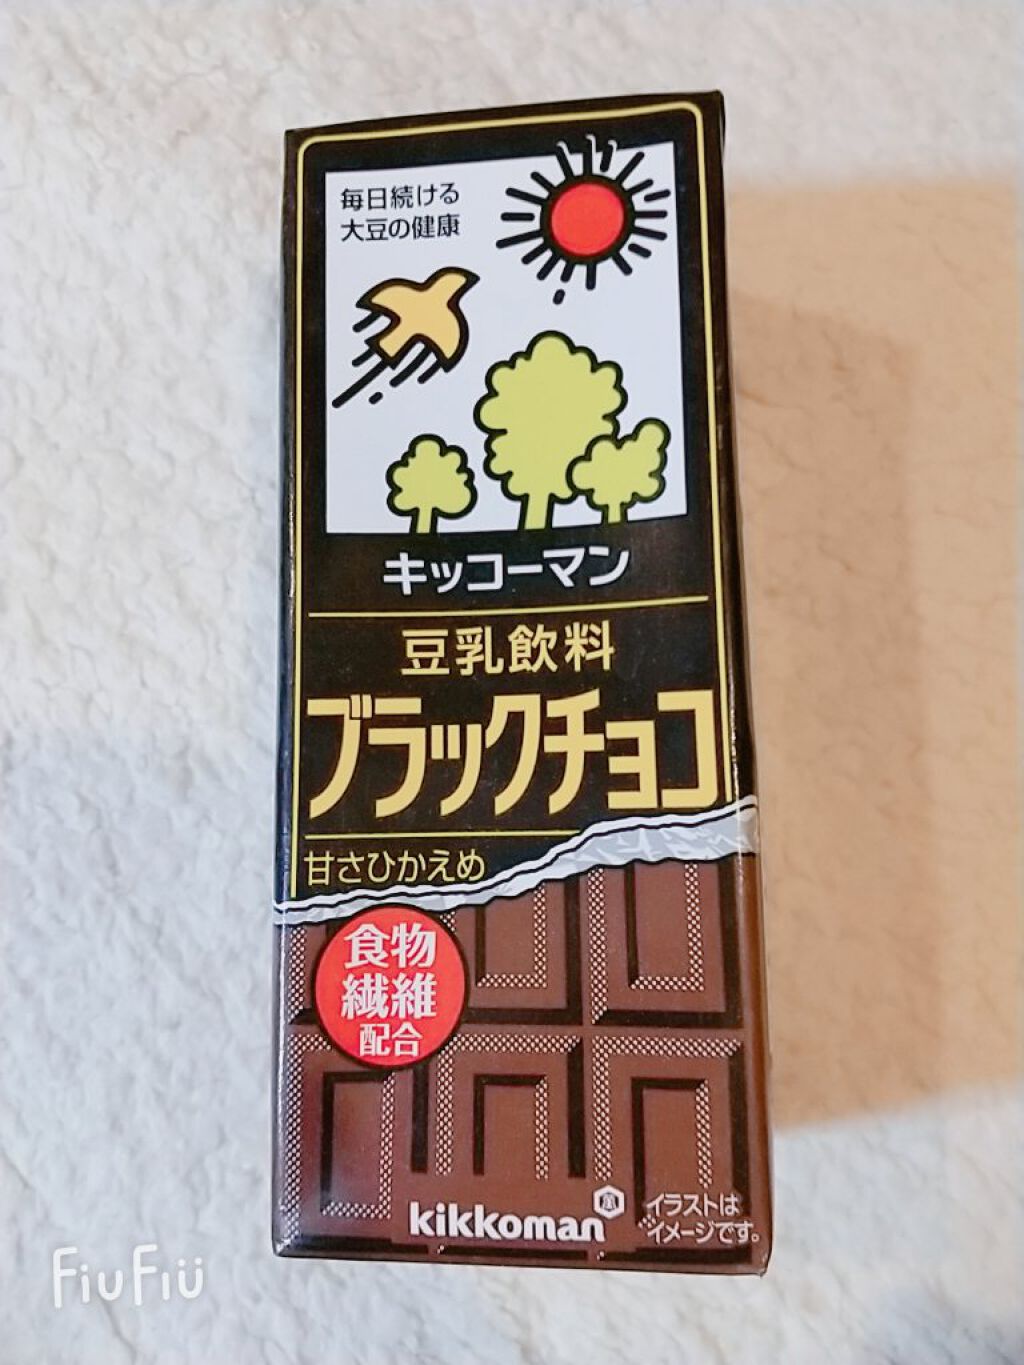 毎日続ける
大豆の健康
キッコーマン
豆乳飲料
ブラックチョコ
甘さひかえめ
食物
繊維
配合
kikkoman
イラストは
イメージです。
FiuFiü